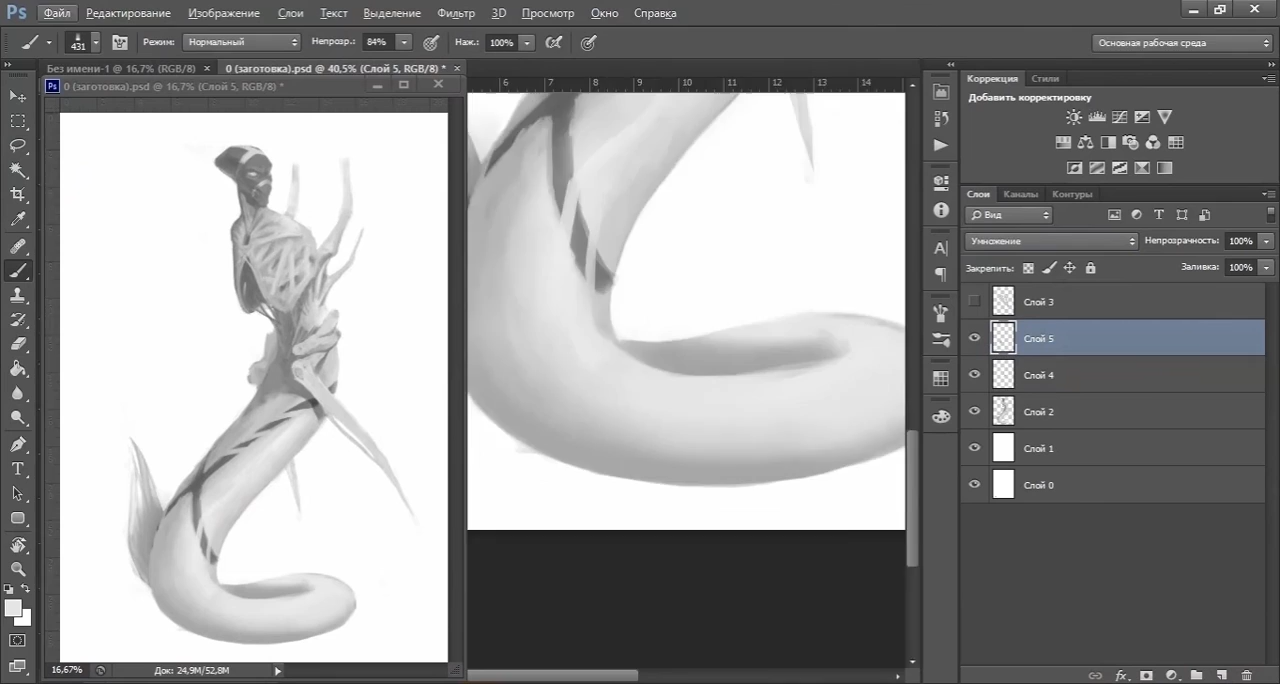 Ps Файл Редактирование Изображение Слои Текст Выделение Фильтр 3D Просмотр Окно Справка
431 Режим: Нормальный Непрозр.: 84% Наж.: 100% Основная рабочая среда
Без имени-1 @ 16,7% (RGB/8) × 0 (заготовка).psd @ 40,5% (Слой 5, RGB/8) * ×
Ps 0 (заготовка).psd @ 16,7% (Слой 5, RGB/8) *
6 7 8 9 10 11 12 13 14
Коррекция Стили
Добавить корректировку
Слои Каналы Контуры
Вид
Умножение Непрозрачность: 100%
Закрепить: Заливка: 100%
Слой 3
Слой 5
Слой 4
Слой 2
Слой 1
Слой 0
16,67% Док: 24,9M/52,8M